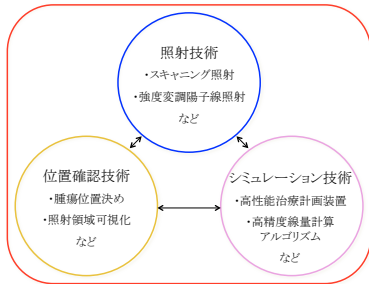 照射技術
・スキャニング照射
・強度変調陽子線照射
など
位置確認技術
・腫瘍位置決め
・照射領域可視化
など
シミュレーション技術
・高性能治療計画装置
・高精度線量計算
アルゴリズム
など